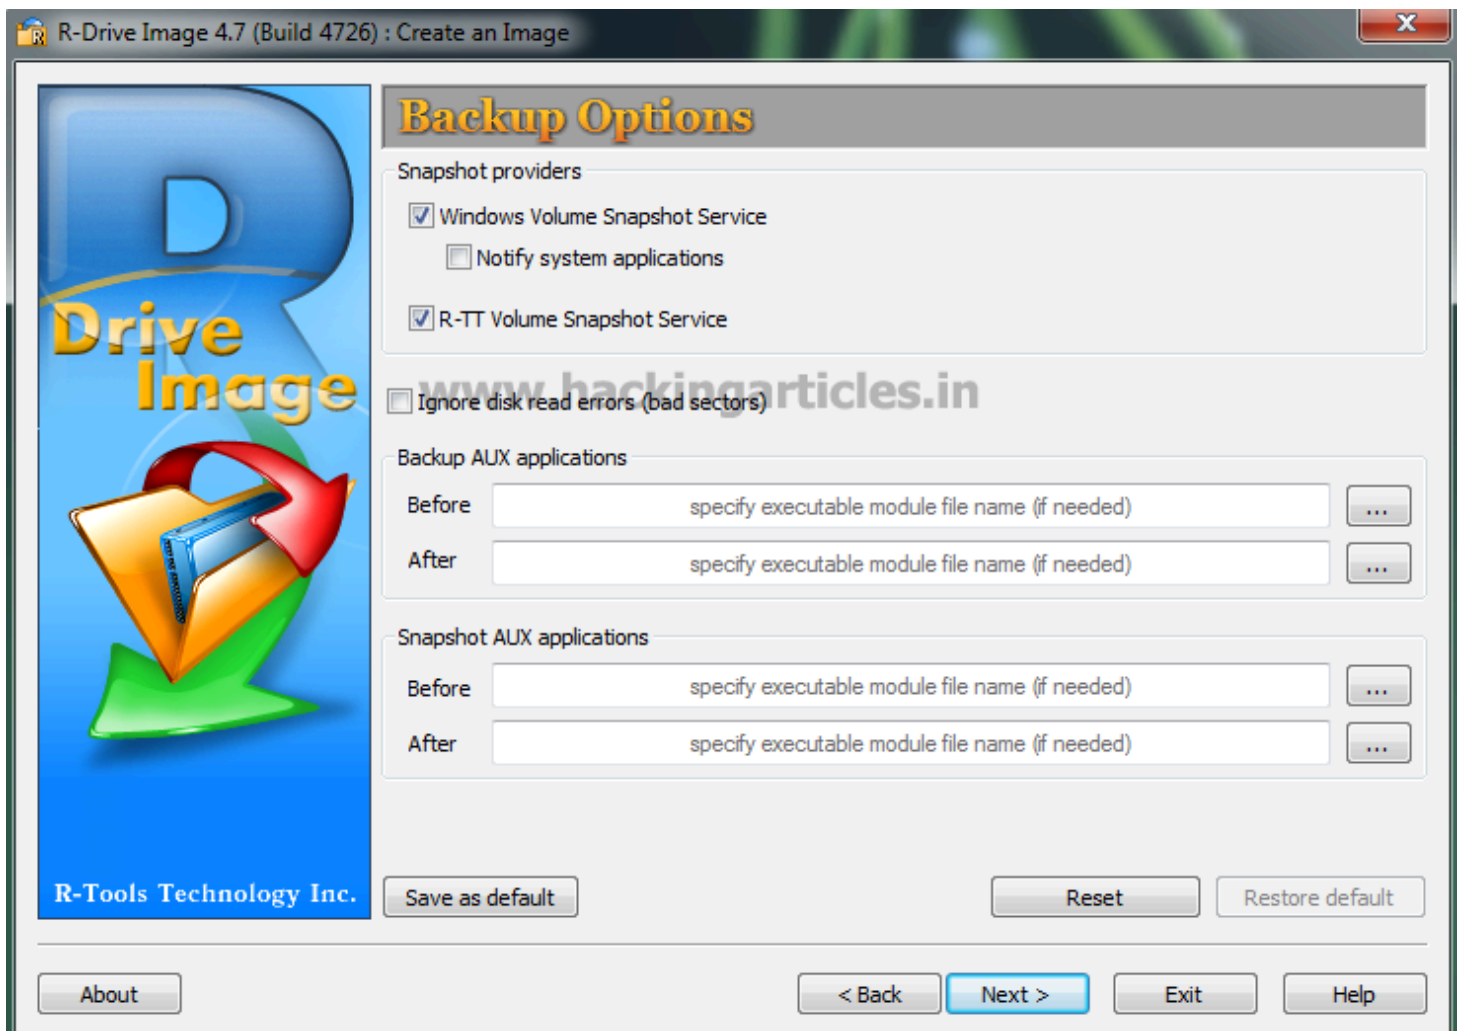 R-Drive Image 4.7 (Build 4726) : Create an Image
R
Drive
Image
R-Tools Technology Inc.
Backup Options
Snapshot providers
Windows Volume Snapshot Service
Notify system applications
R-TT Volume Snapshot Service
www.hackingarticles.in
Ignore disk read errors (bad sectors)
Backup AUX applications
Before specify executable module file name (if needed) ...
After specify executable module file name (if needed) ...
Snapshot AUX applications
Before specify executable module file name (if needed) ...
After specify executable module file name (if needed) ...
Save as default Reset Restore default
About < Back Next > Exit Help